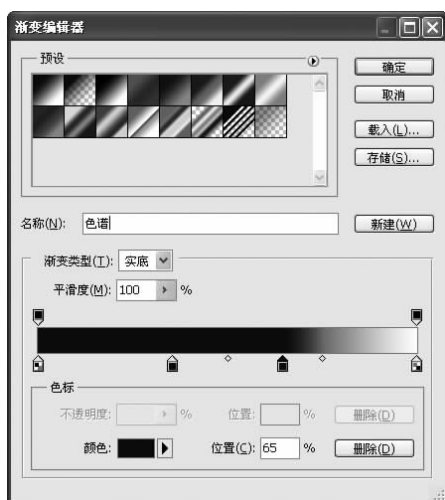 渐变编辑器
预设
确定
取消
载入(L)...
存储(S)...
名称(N): 色谱 新建(W)
渐变类型(T): 实底
平滑度(M): 100 %
色标
不透明度: % 位置: % 删除(D)
颜色: 位置(C): 65 % 删除(D)